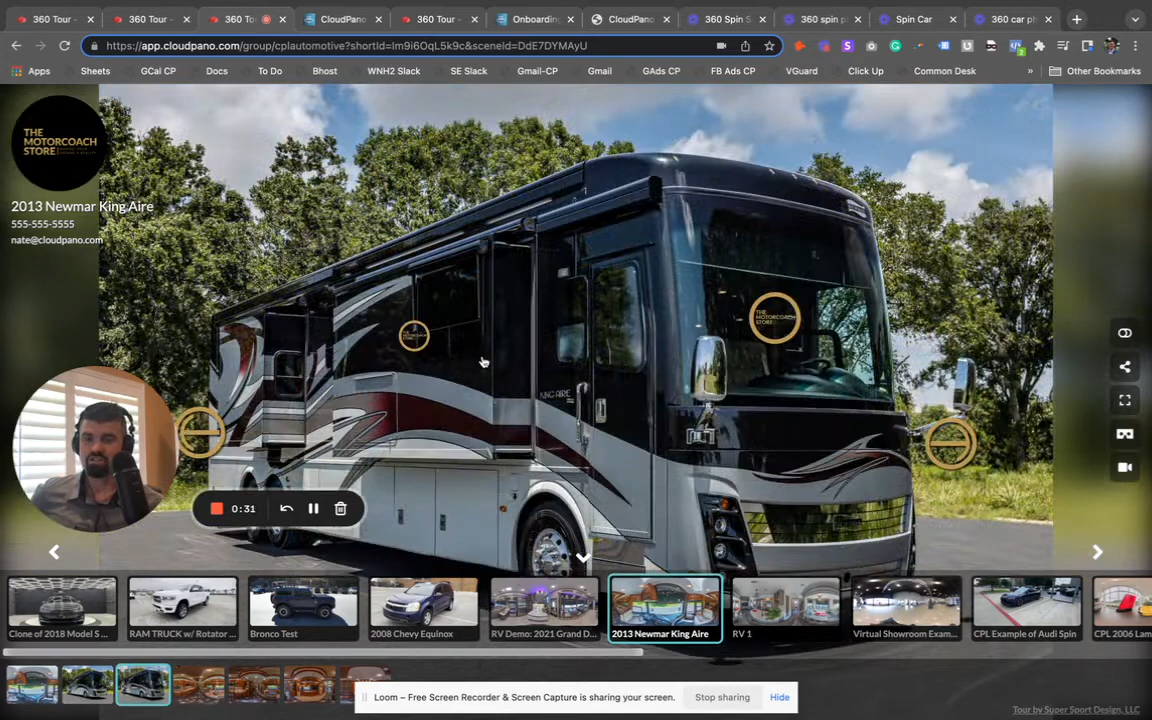 360 Tour -
360 Tour -
360 To
CloudPano
360 Tour -
Onboarding
CloudPano
360 Spin S
360 spin p
Spin Car
360 car ph
https://app.cloudpano.com/group/cplautomotive?shortId=Im9i6OqL5k9c&sceneId=DdE7DYMAyU
Apps
Sheets
GCal CP
Docs
To Do
Bhost
WNH2 Slack
SE Slack
Gmail-CP
Gmail
GAds CP
FB Ads CP
VGuard
Click Up
Common Desk
»
Other Bookmarks
THE
MOTORCOACH
STORE
2013 Newmar King Aire
555-555-5555
nate@cloudpano.com
THE
MOTORCOACH
STORE
KING AIRE
0:31
Clone of 2018 Model S ...
RAM TRUCK w/ Rotator ...
Bronco Test
2008 Chevy Equinox
RV Demo: 2021 Grand D...
2013 Newmar King Aire
RV 1
Virtual Showroom Exam...
CPL Example of Audi Spin
CPL 2006 Lam
Loom – Free Screen Recorder & Screen Capture is sharing your screen.
Stop sharing
Hide
Tour by Super Sport Design, LLC